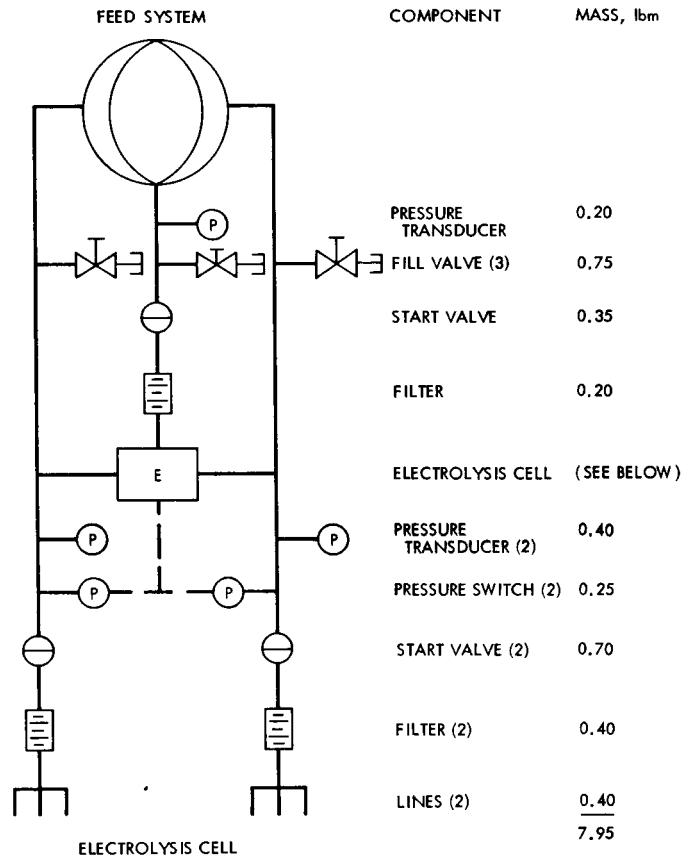 FEED SYSTEM COMPONENT MASS, lbm
P PRESSURE TRANSDUCER 0.20
FILL VALVE (3) 0.75
START VALVE 0.35
FILTER 0.20
E ELECTROLYSIS CELL (SEE BELOW)
P P PRESSURE TRANSDUCER (2) 0.40
P P PRESSURE SWITCH (2) 0.25
START VALVE (2) 0.70
FILTER (2) 0.40
LINES (2) 0.40
7.95
ELECTROLYSIS CELL